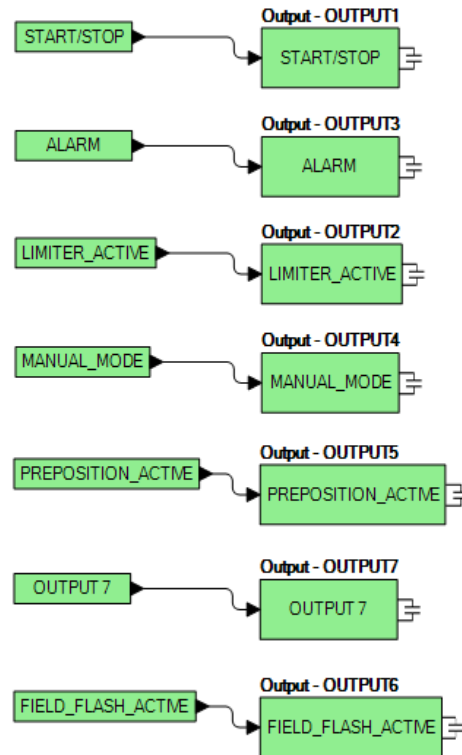 Output - OUTPUT1
START/STOP
START/STOP
Output - OUTPUT3
ALARM
ALARM
Output - OUTPUT2
LIMITER_ACTIVE
LIMITER_ACTIVE
Output - OUTPUT4
MANUAL_MODE
MANUAL_MODE
Output - OUTPUT5
PREPOSITION_ACTIVE
PREPOSITION_ACTIVE
Output - OUTPUT7
OUTPUT 7
OUTPUT 7
Output - OUTPUT6
FIELD_FLASH_ACTIVE
FIELD_FLASH_ACTIVE